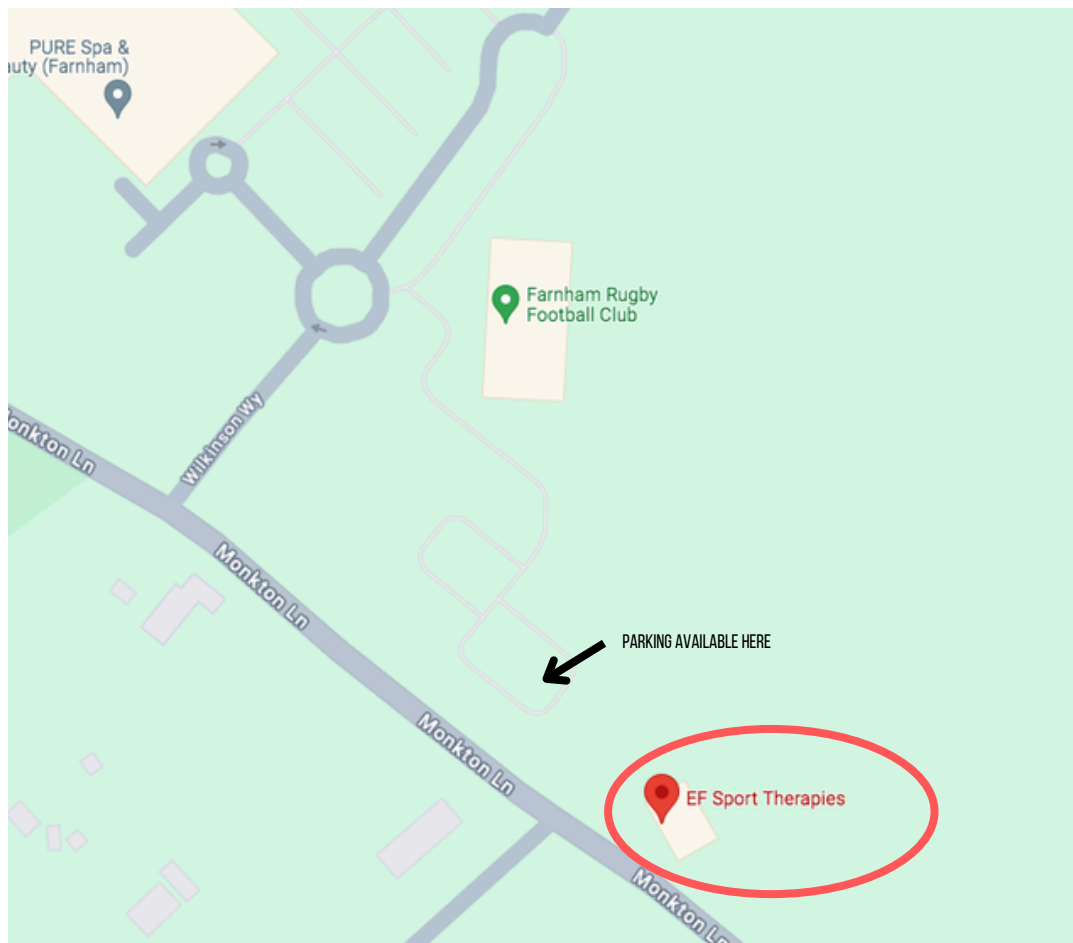 PURE Spa &
auty (Farnham)
Farnham Rugby
Football Club
Wilkinson Wy
onkton Ln
Monkton Ln
PARKING AVAILABLE HERE
Monkton Ln
EF Sport Therapies
Monkton Ln